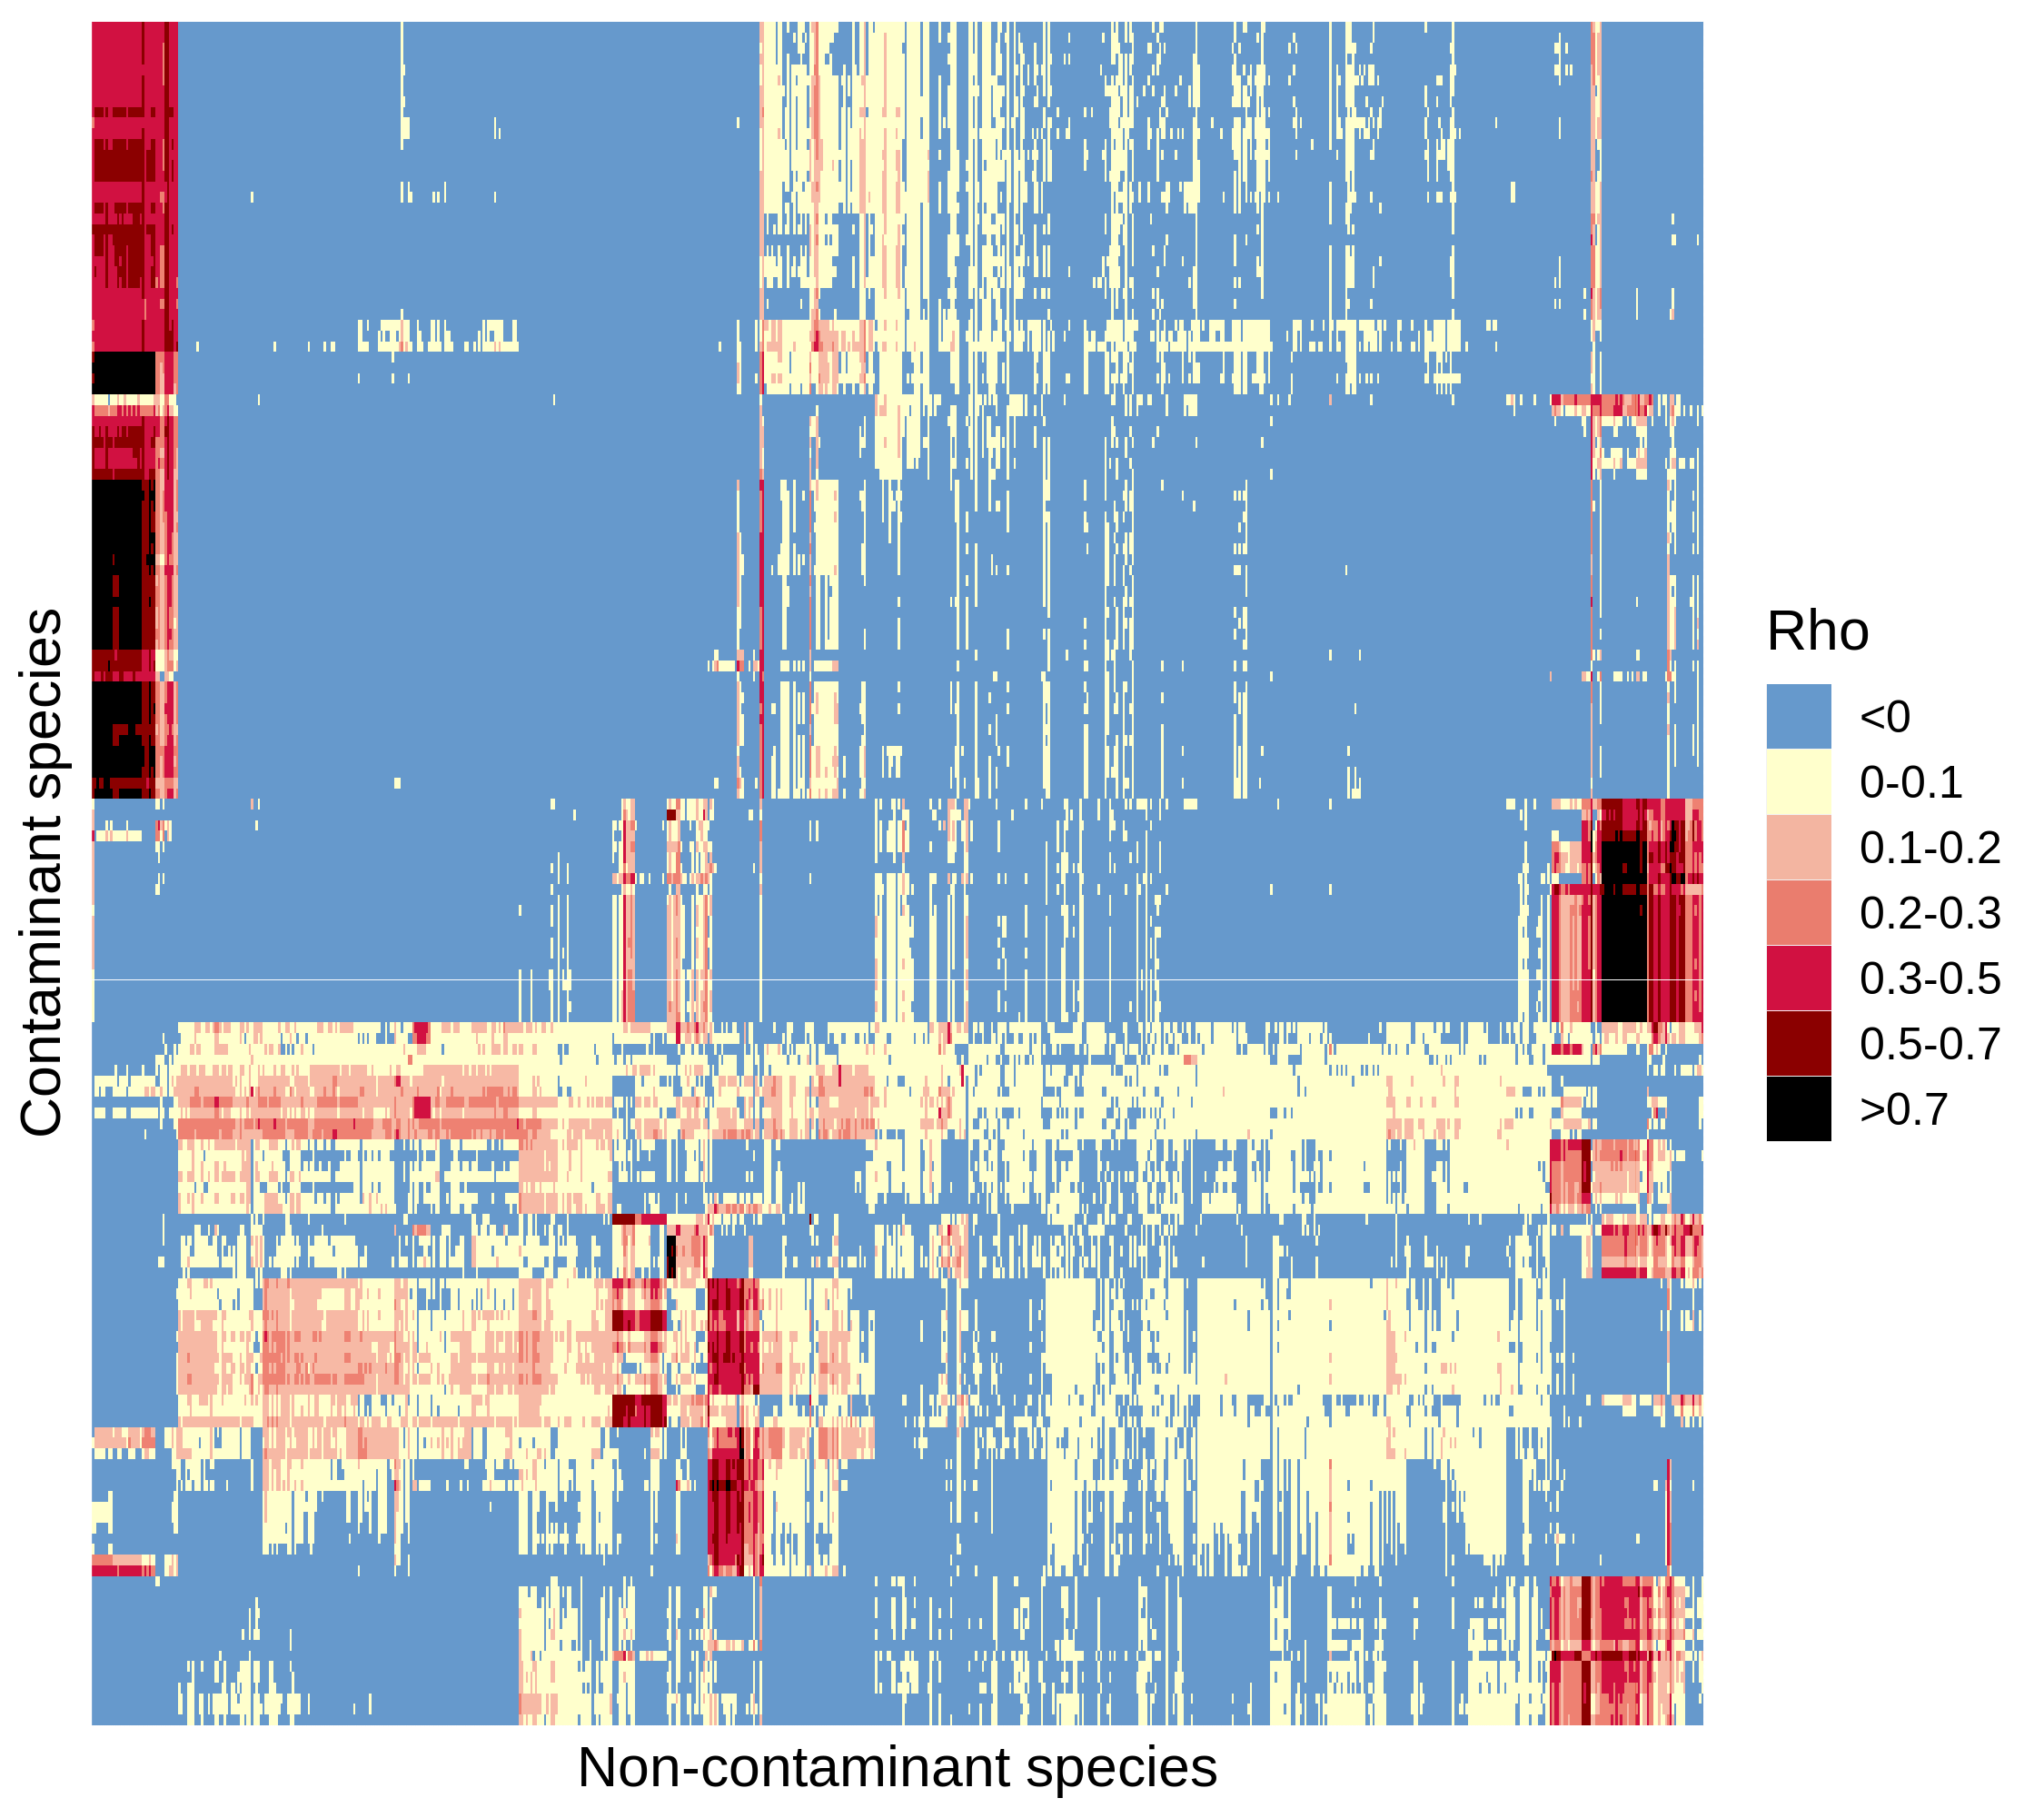 Contaminant species
Non-contaminant species
Rho
<0
0-0.1
0.1-0.2
0.2-0.3
0.3-0.5
0.5-0.7
>0.7